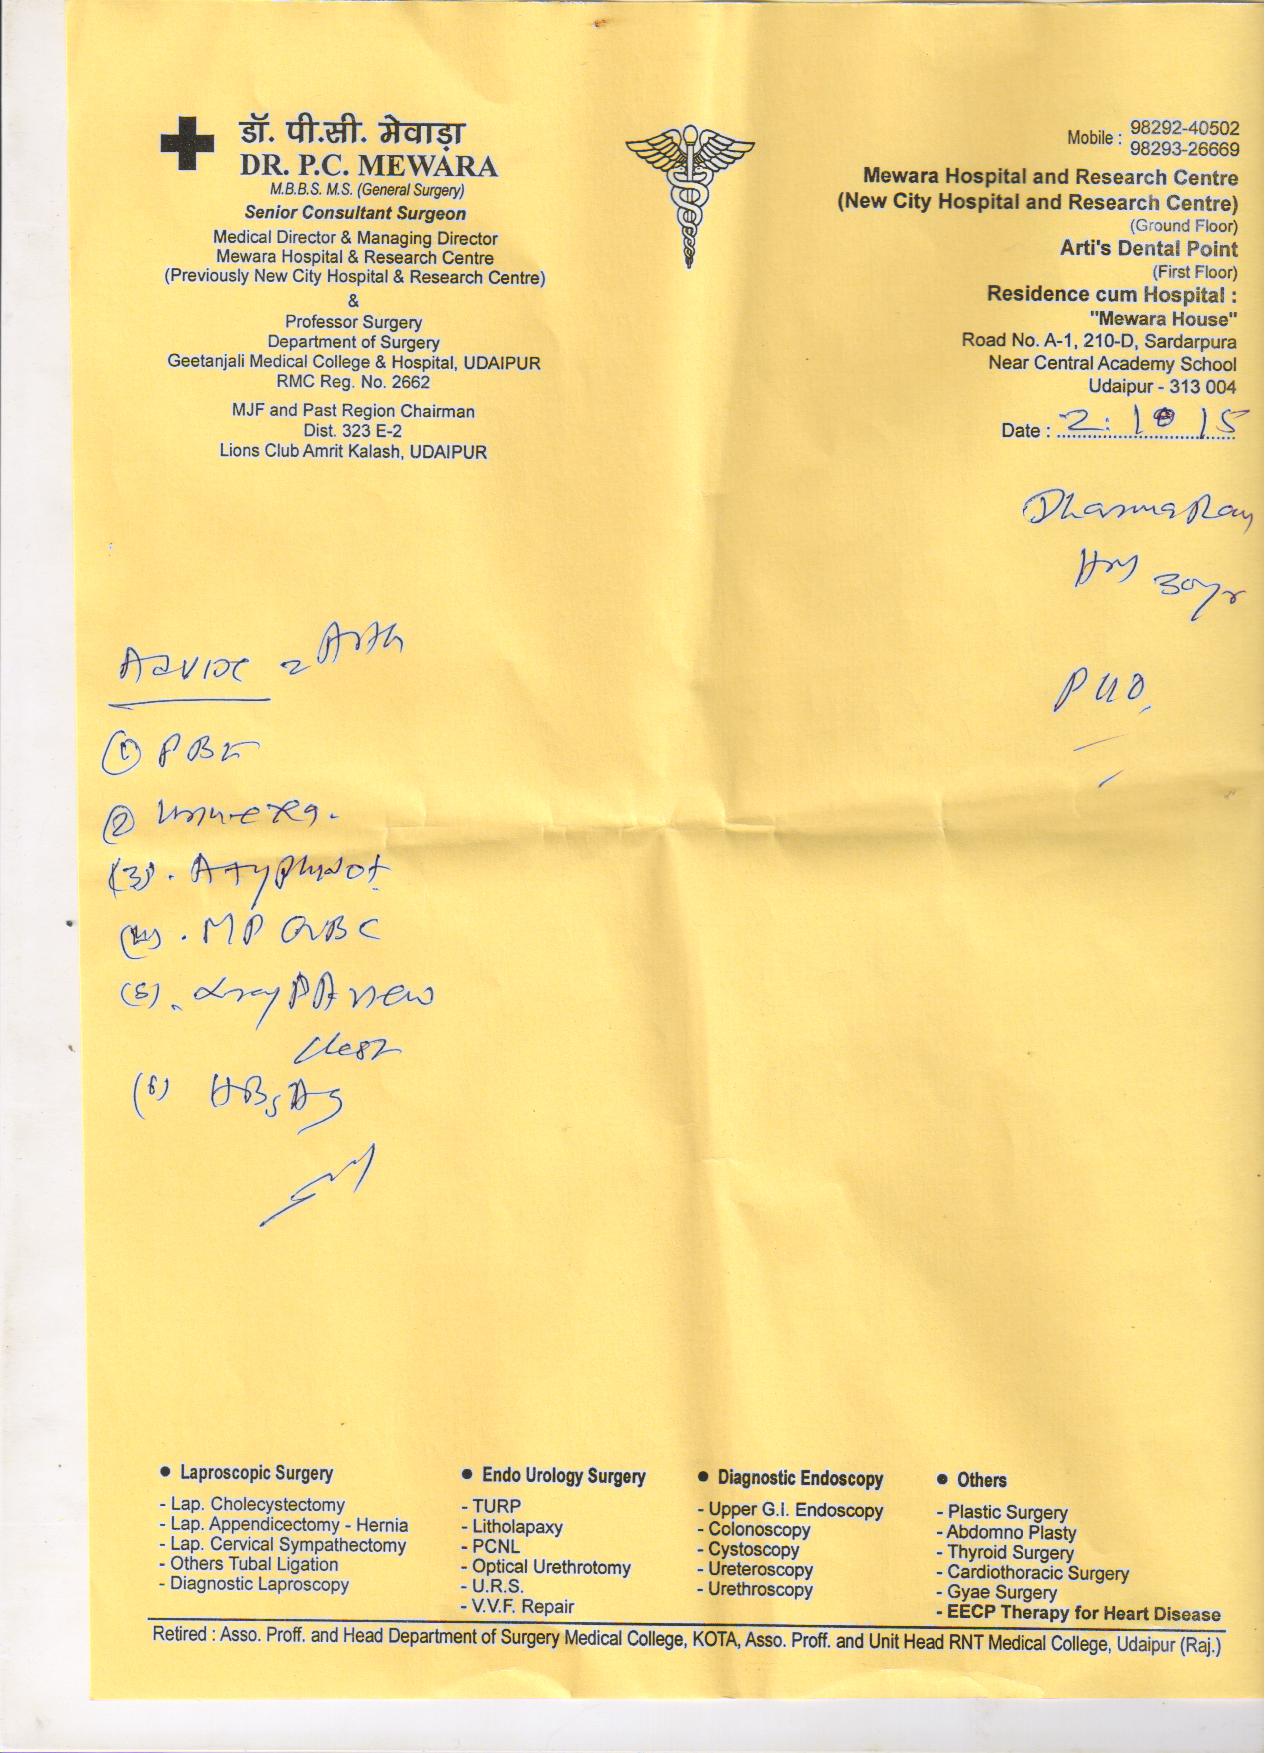 डॉ. पी.सी. मेवाड़ा
DR. P.C. MEWARA
M.B.B.S. M.S. (General Surgery)
Senior Consultant Surgeon
Medical Director & Managing Director
Mewara Hospital & Research Centre
(Previously New City Hospital & Research Centre)
&
Professor Surgery
Department of Surgery
Geetanjali Medical College & Hospital, UDAIPUR
RMC Reg. No. 2662
MJF and Past Region Chairman
Dist. 323 E-2
Lions Club Amrit Kalash, UDAIPUR
Mobile : 98292-40502
98293-26669
Mewara Hospital and Research Centre
(New City Hospital and Research Centre)
(Ground Floor)
Arti's Dental Point
(First Floor)
Residence cum Hospital :
"Mewara House"
Road No. A-1, 210-D, Sardarpura
Near Central Academy School
Udaipur - 313 004
Date : 2. 10 15
30yr
PUO
Advice
① PBF
②
(3).
(4). MP QBC
(5). Xray PA view
Chest
(6) HBsAg
● Laproscopic Surgery
- Lap. Cholecystectomy
- Lap. Appendicectomy - Hernia
- Lap. Cervical Sympathectomy
- Others Tubal Ligation
- Diagnostic Laproscopy
● Endo Urology Surgery
- TURP
- Litholapaxy
- PCNL
- Optical Urethrotomy
- U.R.S.
- V.V.F. Repair
● Diagnostic Endoscopy
- Upper G.I. Endoscopy
- Colonoscopy
- Cystoscopy
- Ureteroscopy
- Urethroscopy
● Others
- Plastic Surgery
- Abdomno Plasty
- Thyroid Surgery
- Cardiothoracic Surgery
- Gyae Surgery
- EECP Therapy for Heart Disease
Retired : Asso. Proff. and Head Department of Surgery Medical College, KOTA, Asso. Proff. and Unit Head RNT Medical College, Udaipur (Raj.)